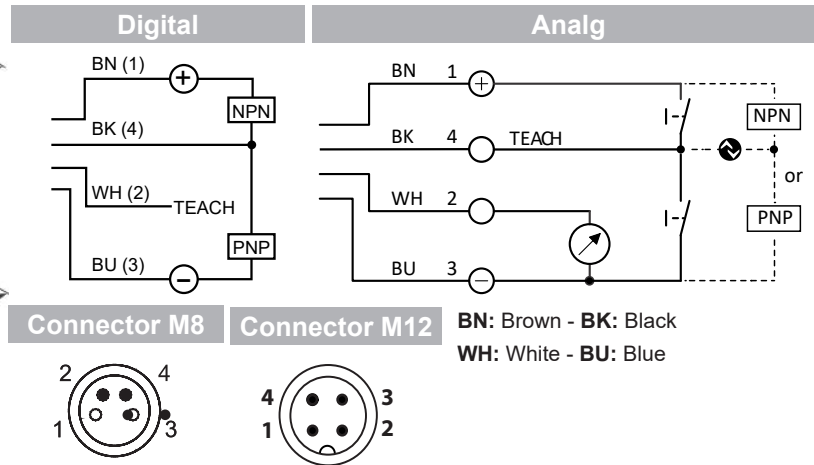 Digital
BN (1)
NPN
BK (4)
WH (2)
TEACH
PNP
BU (3)
Analg
BN 1
NPN
BK 4 TEACH
or
WH 2
PNP
BU 3
Connector M8
2 4
1 3
Connector M12
4 3
1 2
BN: Brown - BK: Black
WH: White - BU: Blue